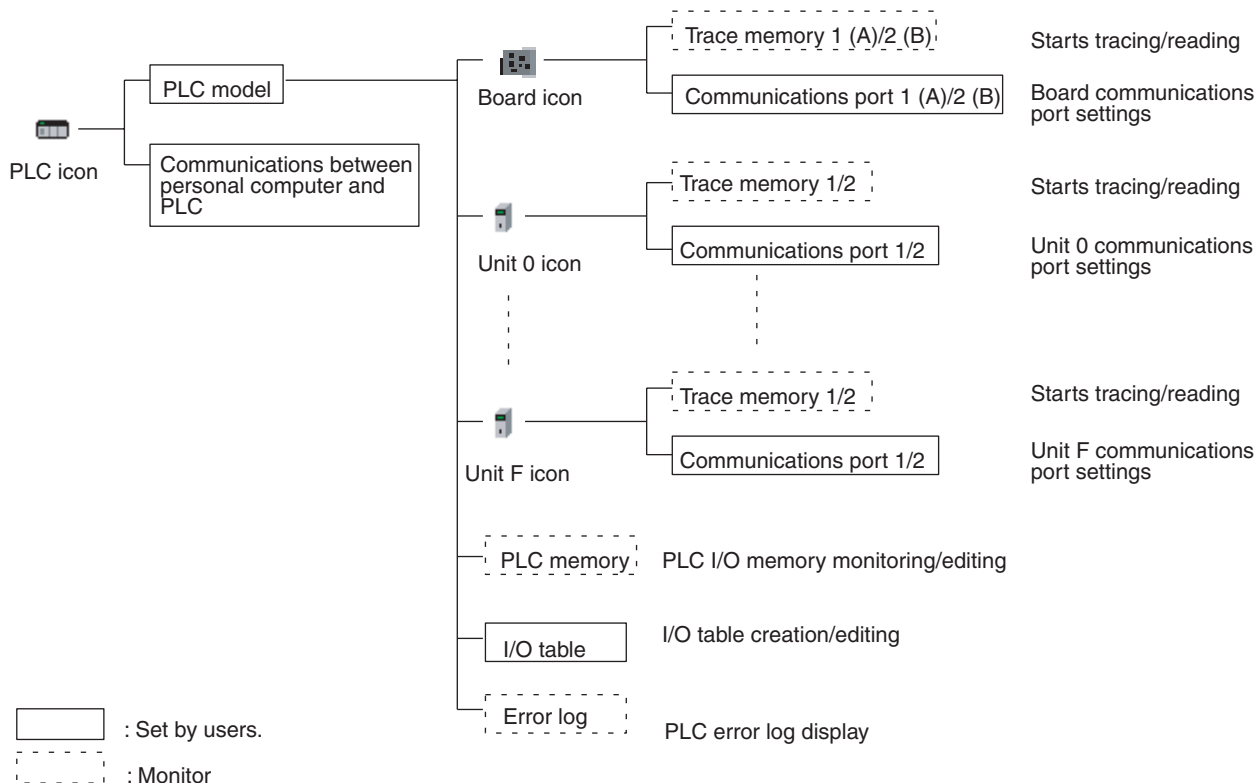 Trace memory 1 (A)/2 (B)
Starts tracing/reading
PLC model
Board icon
Communications port 1 (A)/2 (B)
Board communications
port settings
PLC icon
Communications between
personal computer and
PLC
Trace memory 1/2
Starts tracing/reading
Unit 0 icon
Communications port 1/2
Unit 0 communications
port settings
Trace memory 1/2
Starts tracing/reading
Unit F icon
Communications port 1/2
Unit F communications
port settings
PLC memory
PLC I/O memory monitoring/editing
I/O table
I/O table creation/editing
Error log
PLC error log display
: Set by users.
: Monitor